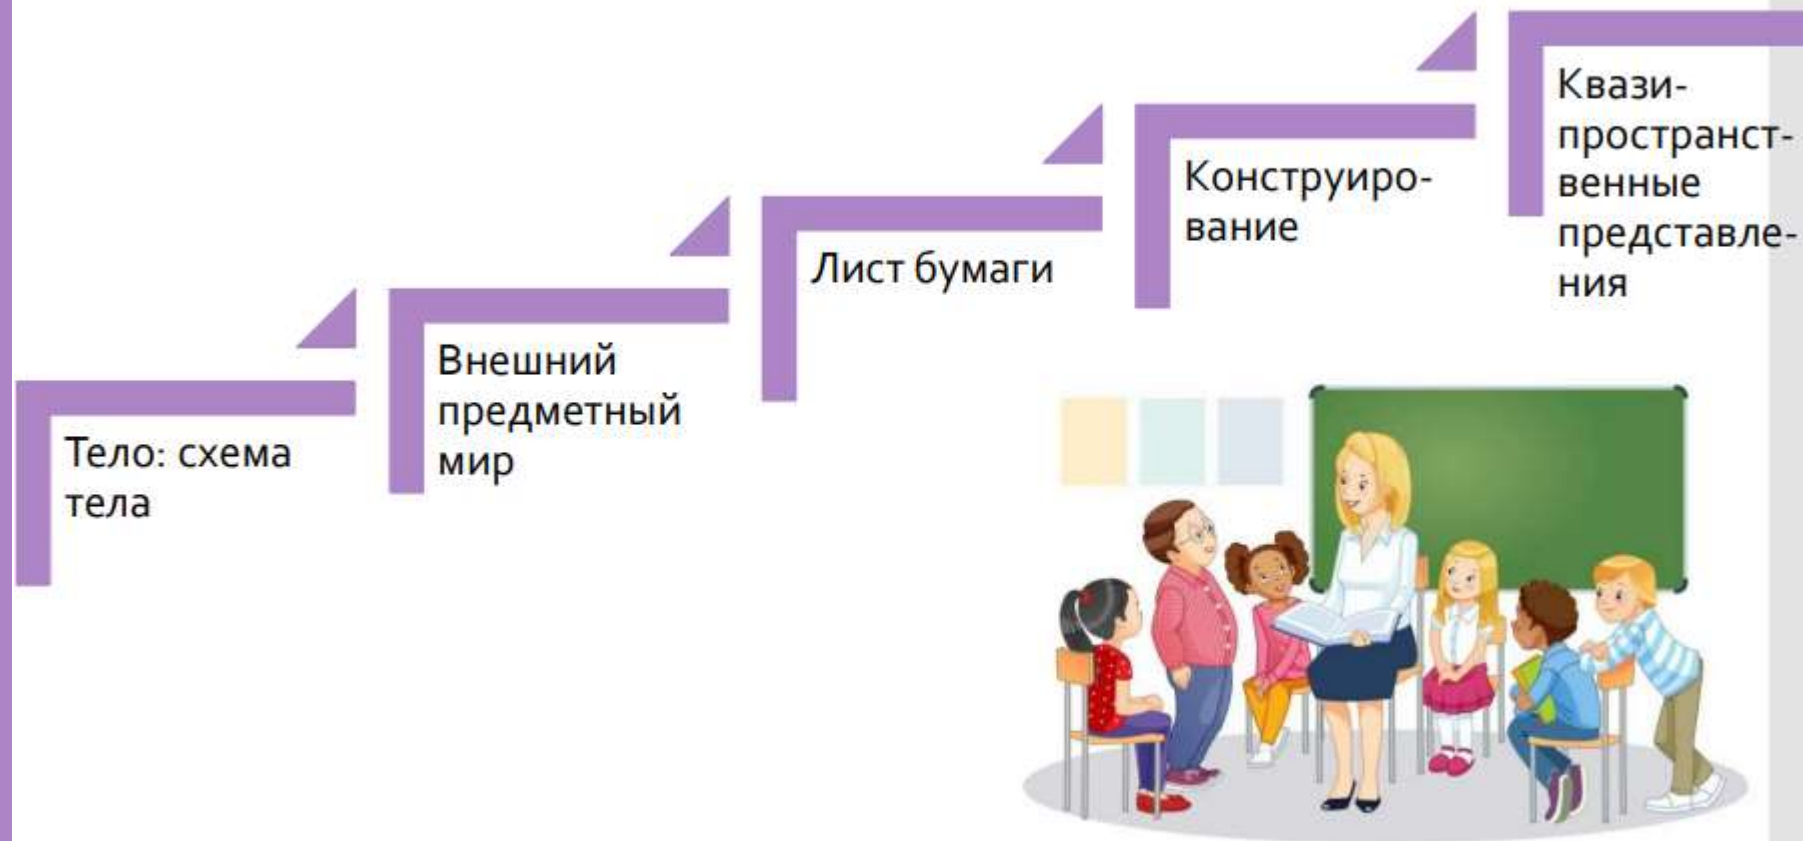 Тело: схема
тела
Внешний
предметный
мир
Лист бумаги
Конструиро-
вание
Квази-
пространст-
венные
представле-
ния